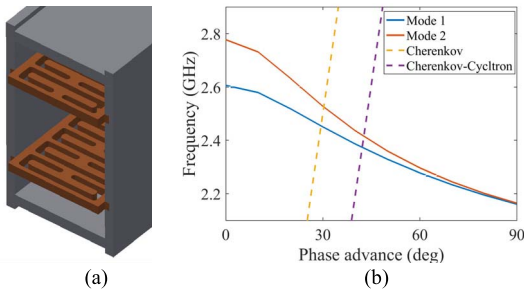 Mode 1
Mode 2
Cherenkov
Cherenkov-Cycltron
Frequency (GHz)
2.8
2.6
2.4
2.2
0 30 60 90
Phase advance (deg)
(a) (b)